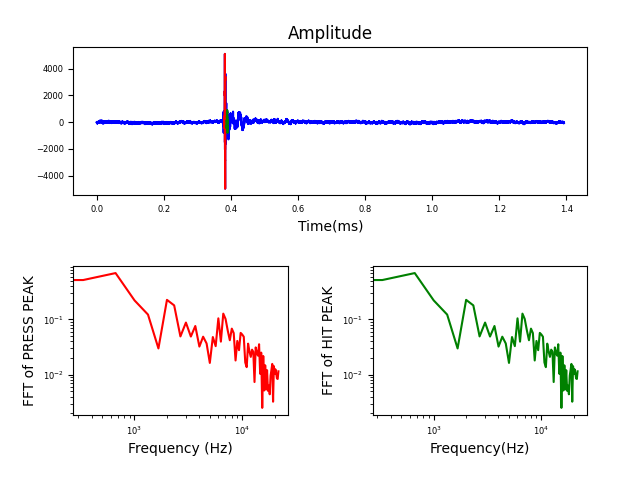 Amplitude
4000
2000
0
−2000
−4000
0.0 0.2 0.4 0.6 0.8 1.0 1.2 1.4
Time(ms)
FFT of PRESS PEAK
10⁻¹
10⁻²
10³ 10⁴
Frequency (Hz)
FFT of HIT PEAK
10⁻¹
10⁻²
10³ 10⁴
Frequency(Hz)